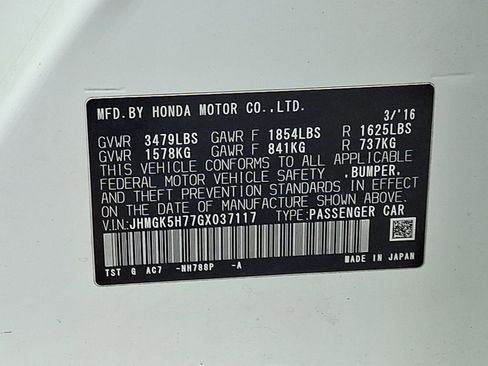 MFD.BY HONDA MOTOR CO.,LTD.
3/'16
GVWR 3479LBS GAWR F 1854LBS R 1625LBS
GVWR 1578KG GAWR F 841KG R 737KG
THIS VEHICLE CONFORMS TO ALL APPLICABLE
FEDERAL MOTOR VEHICLE SAFETY .BUMPER.
AND THEFT PREVENTION STANDARDS IN EFFECT
ON THE DATE OF MANUFACTURE SHOWN ABOVE.
V.I.N: JHMGK5H77GX037117 TYPE:PASSENGER CAR
TST G AC7 -NH788P -A
MADE IN JAPAN